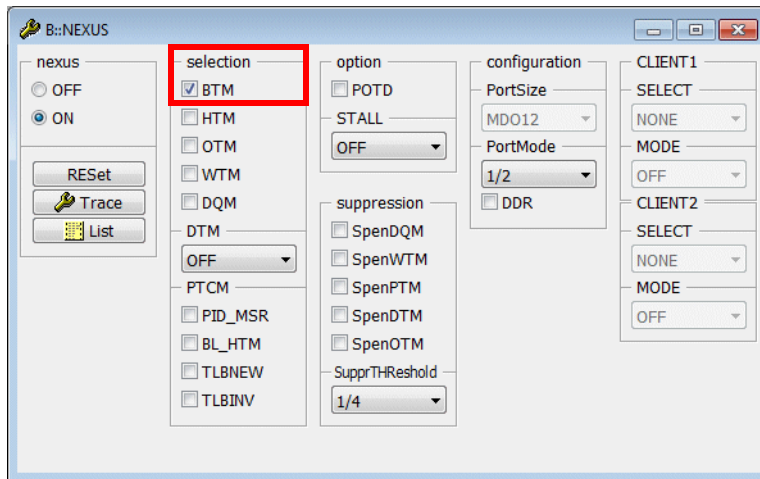 B::NEXUS
nexus
OFF
ON
RESet
Trace
List
selection
BTM
HTM
OTM
WTM
DQM
DTM
OFF
PTCM
PID_MSR
BL_HTM
TLBNEW
TLBINV
option
POTD
STALL
OFF
suppression
SpenDQM
SpenWTM
SpenPTM
SpenDTM
SpenOTM
SupprTHReshold
1/4
configuration
PortSize
MDO12
PortMode
1/2
DDR
CLIENT1
SELECT
NONE
MODE
OFF
CLIENT2
SELECT
NONE
MODE
OFF